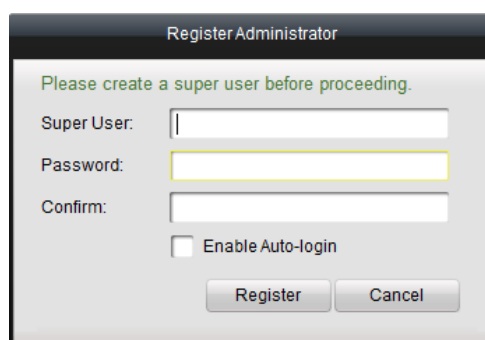 Register Administrator
Please create a super user before proceeding.
Super User:
Password:
Confirm:
Enable Auto-login
Register Cancel